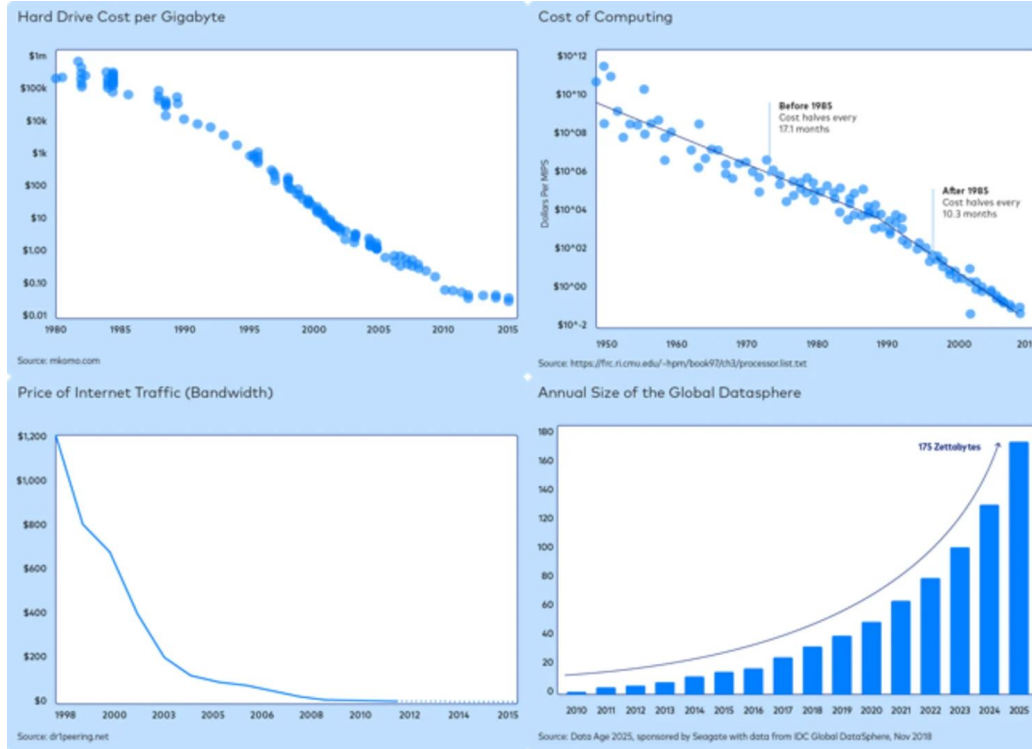 Hard Drive Cost per Gigabyte
$1m
$100k
$10k
$1k
$100
$10
$1.00
$0.10
$0.01
1980 1985 1990 1995 2000 2005 2010 2015
Source: mkomo.com
Cost of Computing
$10^12
$10^10
$10^08
$10^06
$10^04
$10^02
$10^00
$10^-2
Dollars Per MIPS
Before 1985
Cost halves every
17.1 months
After 1985
Cost halves every
10.3 months
1950 1960 1970 1980 1990 2000 201
Source: https://frc.ri.cmu.edu/~hpm/book97/ch3/processor.list.txt
Price of Internet Traffic (Bandwidth)
$1,200
$1,000
$800
$600
$400
$200
$0
1998 2000 2003 2005 2006 2008 2012 2014 2015
Source: dr1peering.net
Annual Size of the Global Datasphere
180
160
140
120
100
80
60
40
20
0
175 Zettobytes
2010 2011 2012 2013 2014 2015 2016 2017 2018 2019 2020 2021 2022 2023 2024 2025
Source: Data Age 2025, sponsored by Seagate with data from IDC Global DataSphere, Nov 2018